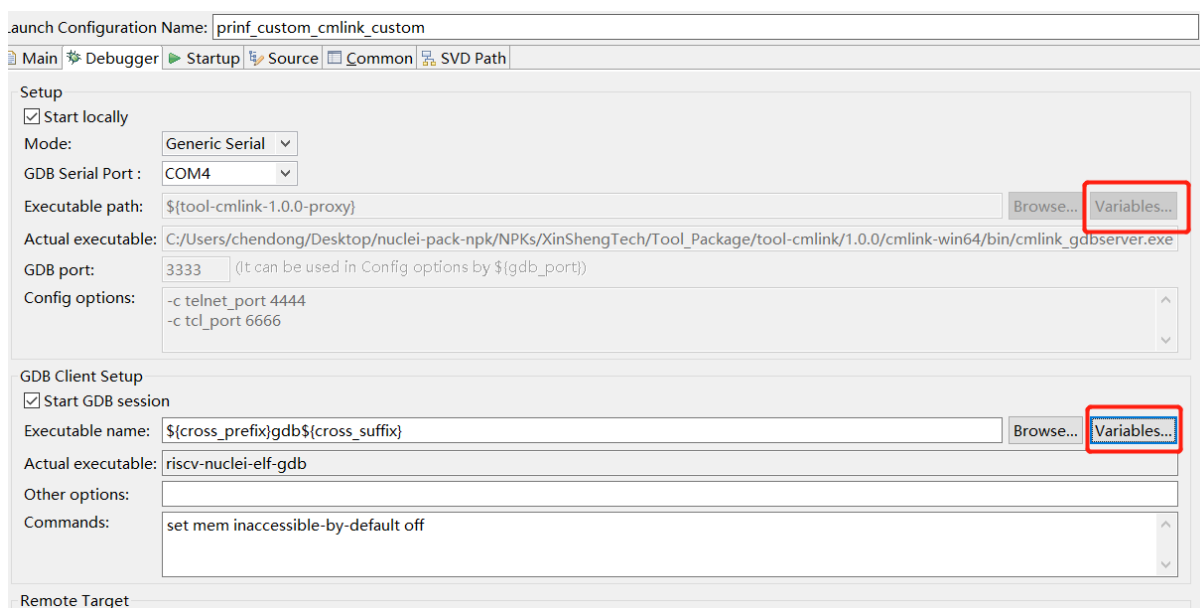 Launch Configuration Name: prinf_custom_cmlink_custom
Main Debugger Startup Source Common SVD Path
Setup
Start locally
Mode: Generic Serial
GDB Serial Port : COM4
Executable path: ${tool-cmlink-1.0.0-proxy} Browse... Variables...
Actual executable: C:/Users/chendong/Desktop/nuclei-pack-npk/NPKs/XinShengTech/Tool_Package/tool-cmlink/1.0.0/cmlink-win64/bin/cmlink_gdbserver.exe
GDB port: 3333 (It can be used in Config options by ${gdb_port})
Config options: -c telnet_port 4444
-c tcl_port 6666
GDB Client Setup
Start GDB session
Executable name: ${cross_prefix}gdb${cross_suffix} Browse... Variables...
Actual executable: riscv-nuclei-elf-gdb
Other options:
Commands: set mem inaccessible-by-default off
Remote Target